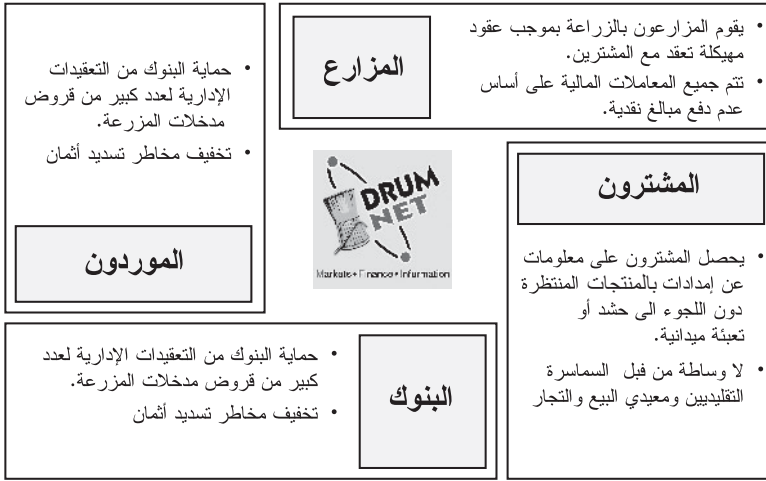 المزارع
• يقوم المزارعون بالزراعة بموجب عقود
مهيكلة تعقد مع المشترين.
• تتم جميع المعاملات المالية على أساس
عدم دفع مبالغ نقدية.
• حماية البنوك من التعقيدات
الإدارية لعدد كبير من قروض
مدخلات المزرعة.
• تخفيف مخاطر تسديد أثمان
الموردون
DRUM
NET
Markets • Finance • Information
المشترون
• يحصل المشترون على معلومات
عن إمدادات بالمنتجات المنتظرة
دون اللجوء الى حشد أو
تعبئة ميدانية.
• لا وساطة من فبل السماسرة
التقليديين ومعيدي البيع والتجار
البنوك
• حماية البنوك من التعقيدات الإدارية لعدد
كبير من قروض مدخلات المزرعة.
• تخفيف مخاطر تسديد أثمان